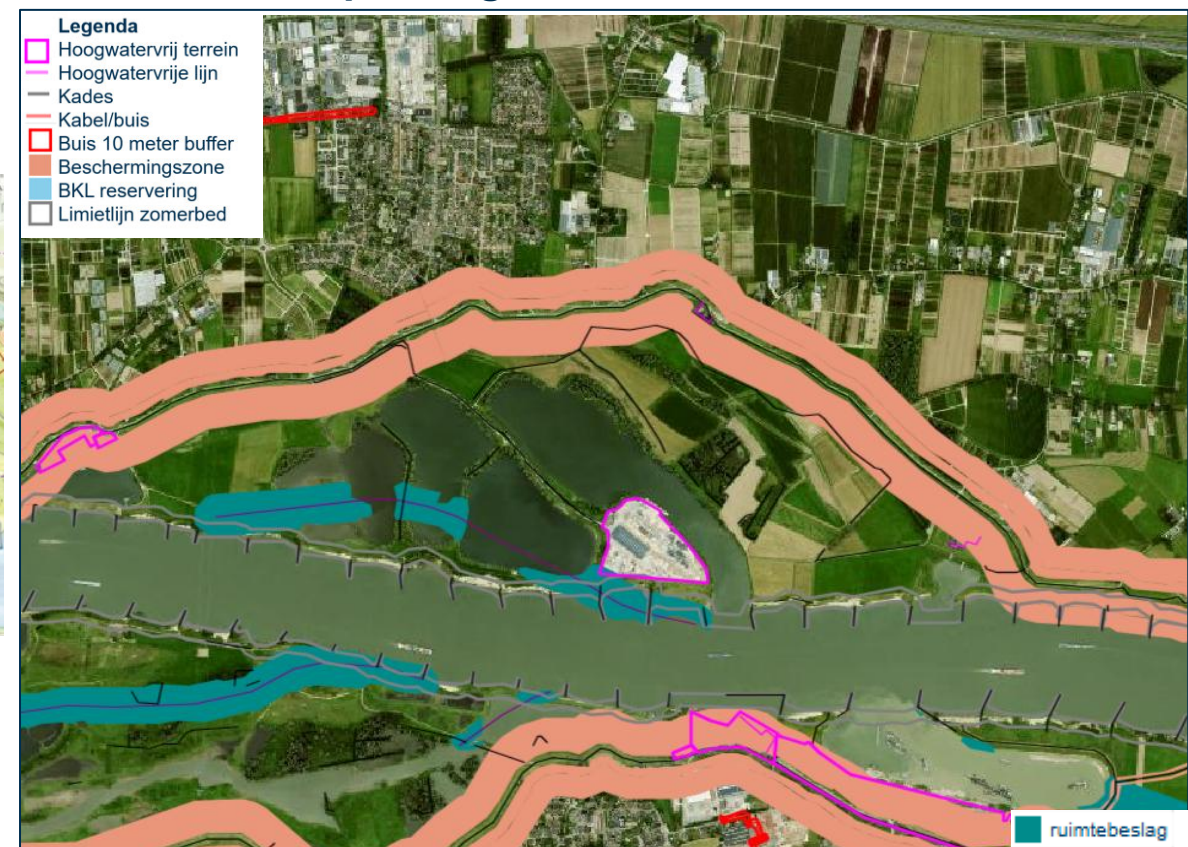 Legenda
Hoogwatervrij terrein
Hoogwatervrije lijn
Kades
Kabel/buis
Buis 10 meter buffer
Beschermingszone
BKL reservering
Limietlijn zomerbed
ruimtebeslag